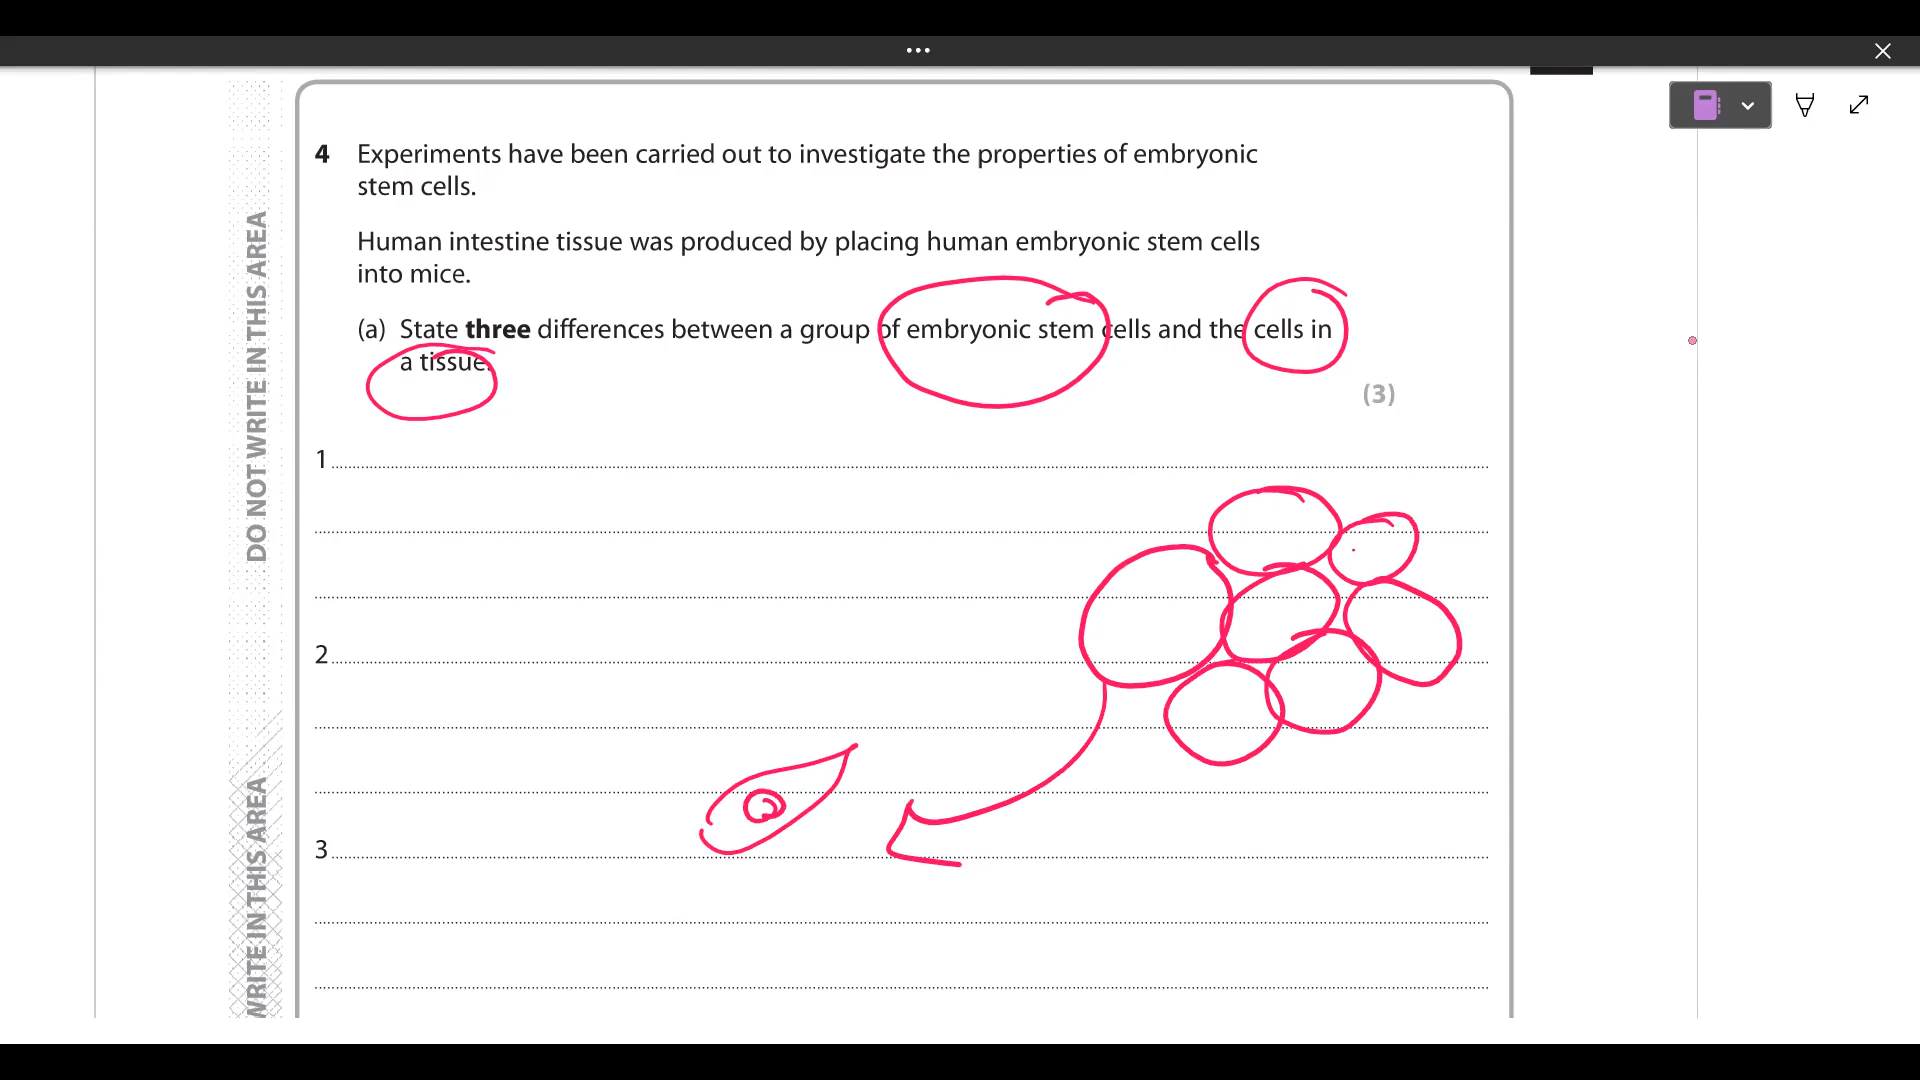 4 Experiments have been carried out to investigate the properties of embryonic
stem cells.
Human intestine tissue was produced by placing human embryonic stem cells
into mice.
(a) State three differences between a group of embryonic stem cells and the cells in
a tissue.
(3)
1
2
3
DO NOT WRITE IN THIS AREA
WRITE IN THIS AREA